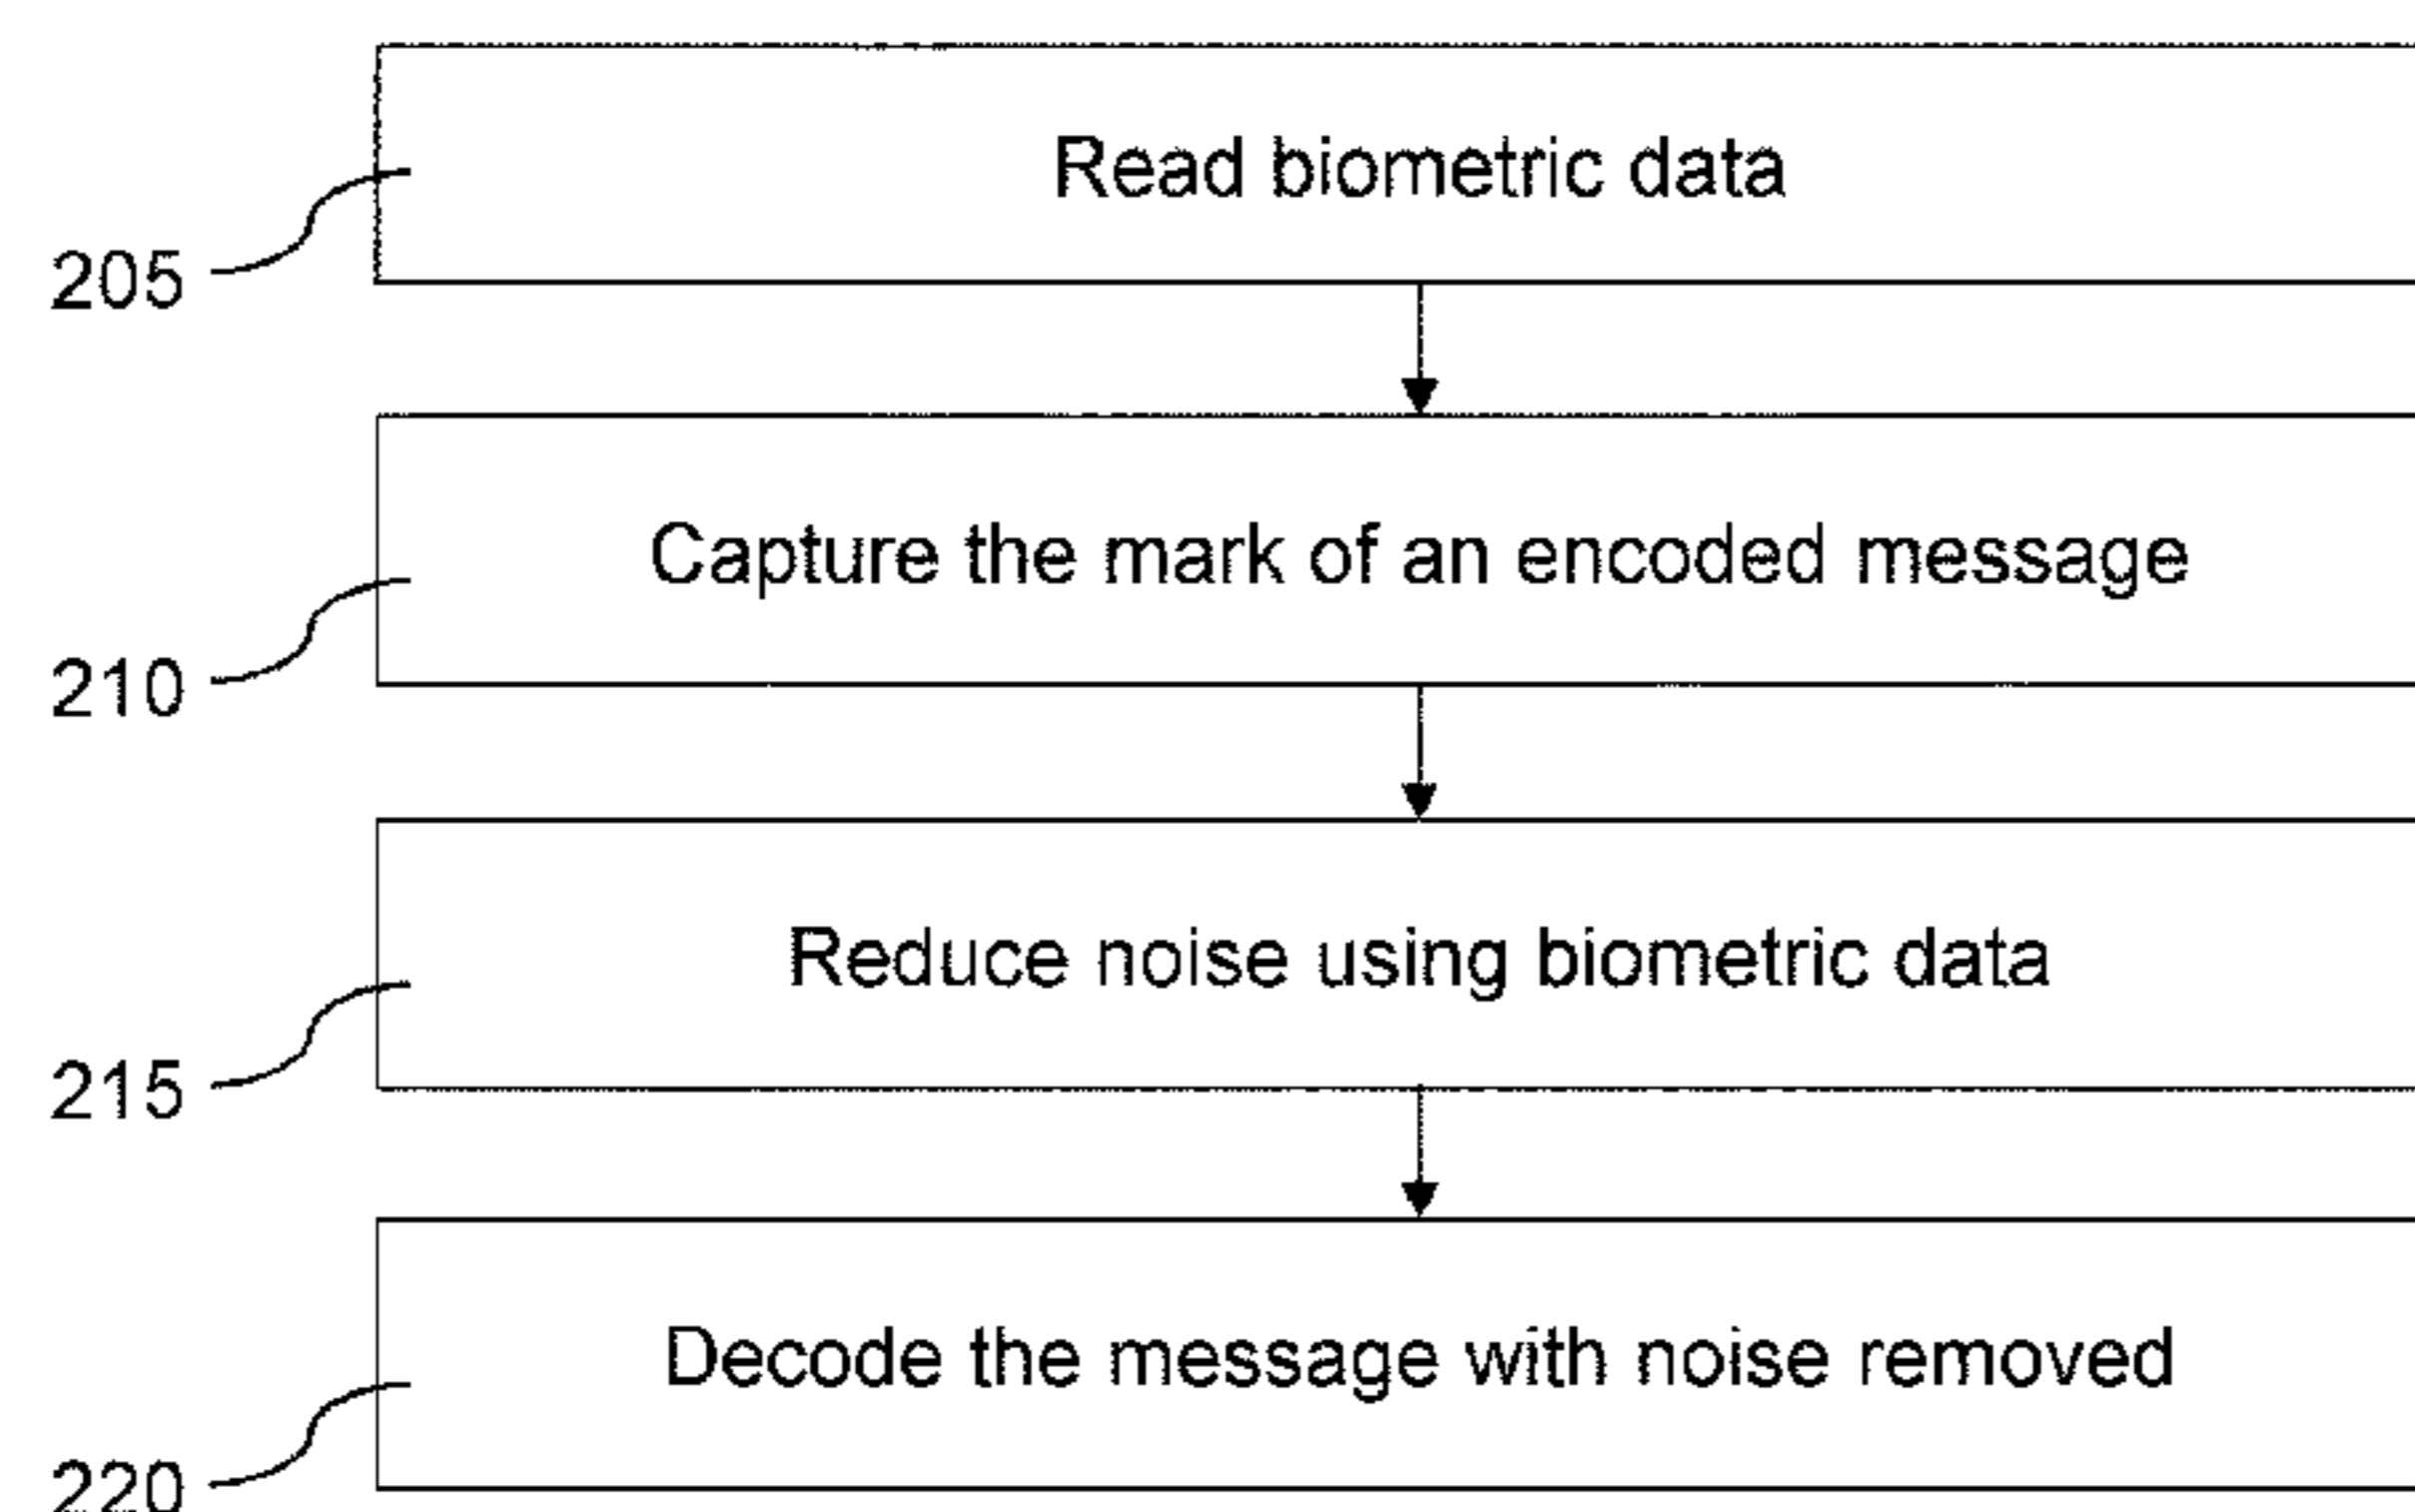 Read biometric data
205
Capture the mark of an encoded message
210
Reduce noise using biometric data
215
Decode the message with noise removed
220